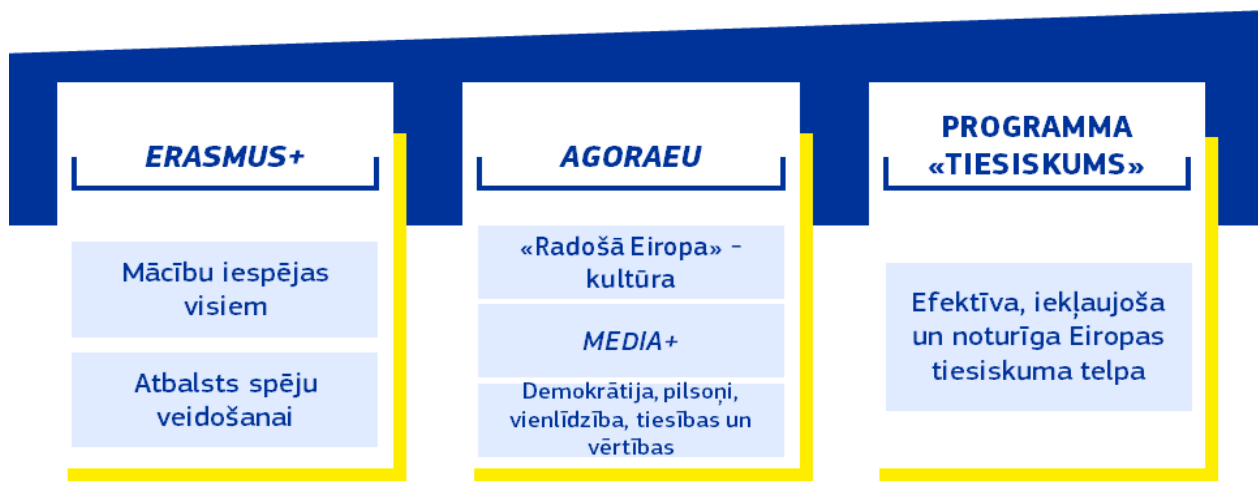 ERASMUS+
Mācību iespējas
visiem
Atbalsts spēju
veidošanai
AGORAEU
«Radošā Eiropa» –
kultūra
MEDIA+
Demokrātija, pilsoņi,
vienlīdzība, tiesības un
vērtības
PROGRAMMA
«TIESISKUMS»
Efektīva, iekļaujoša
un noturīga Eiropas
tiesiskuma telpa